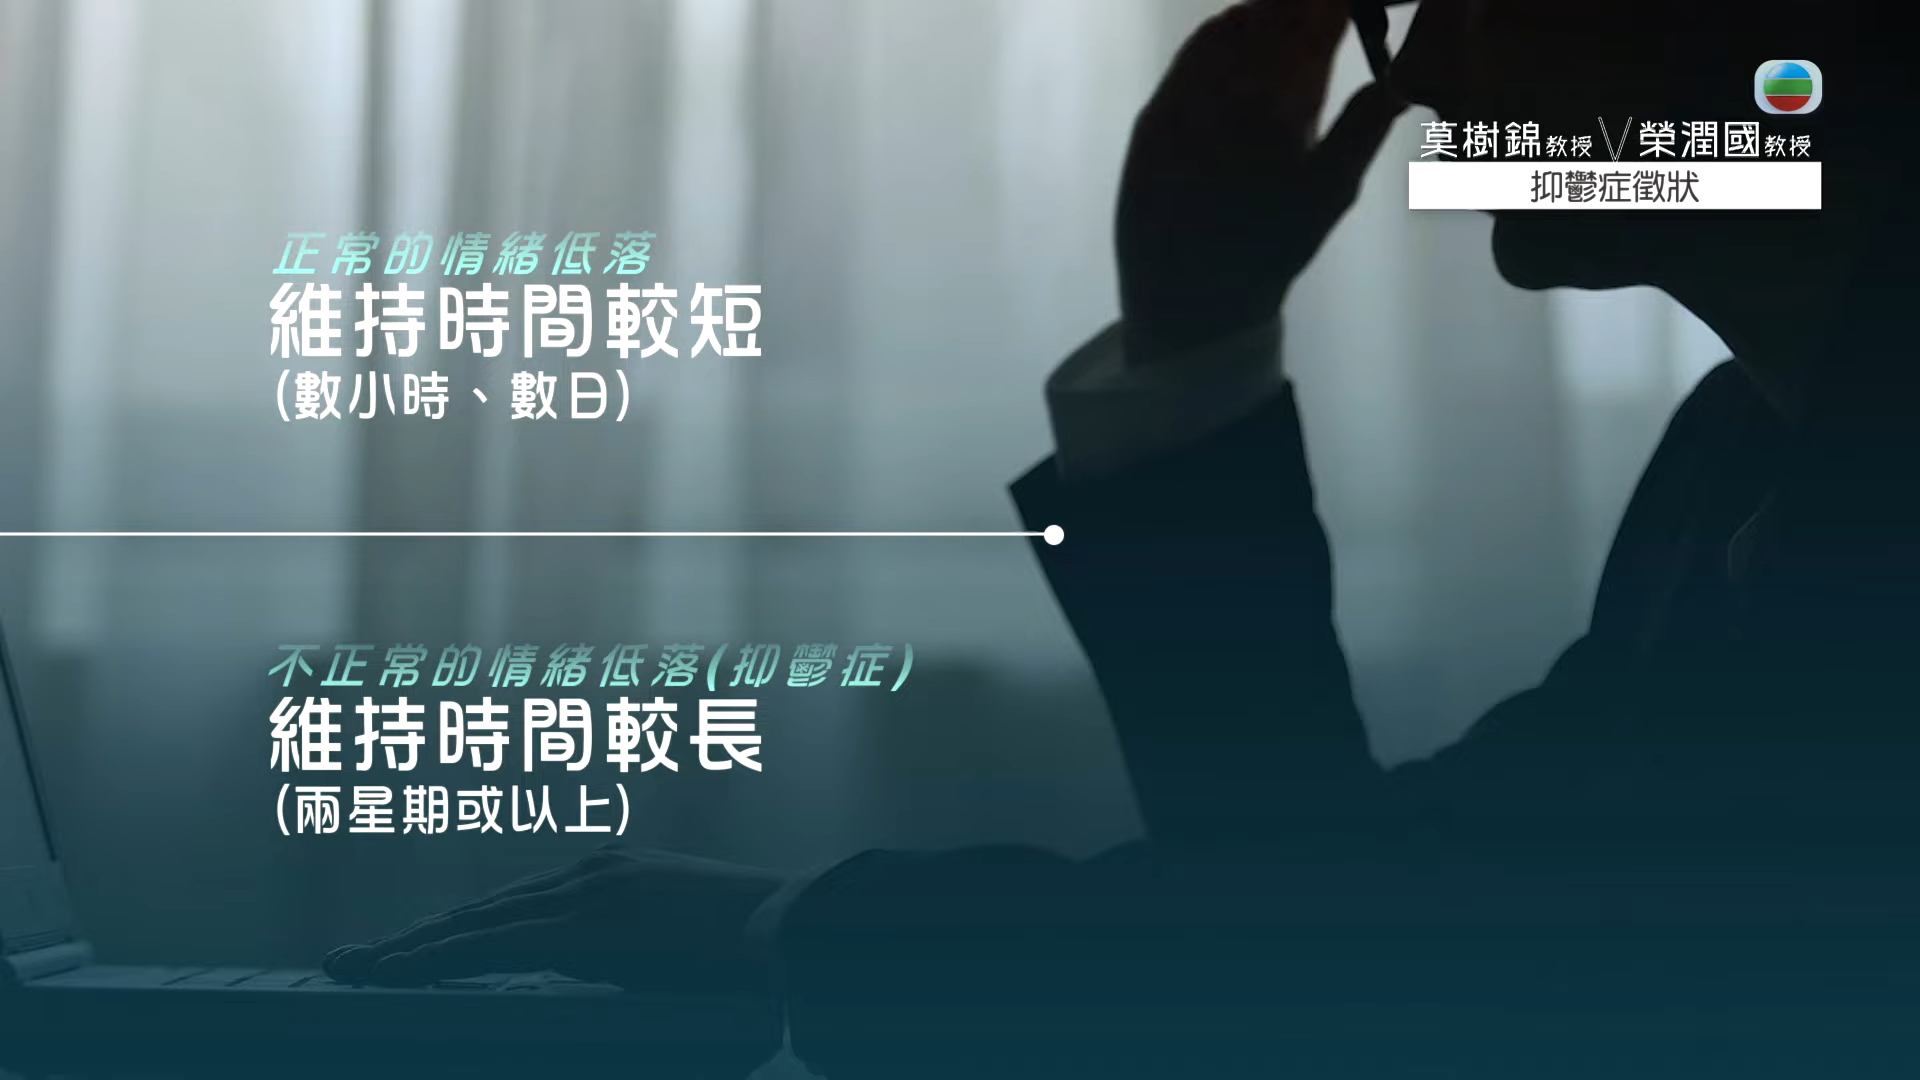 莫樹錦教授 V 榮潤國教授
抑鬱症徵狀
正常的情緒低落
維持時間較短
(數小時、數日)
不正常的情緒低落(抑鬱症)
維持時間較長
(兩星期或以上)